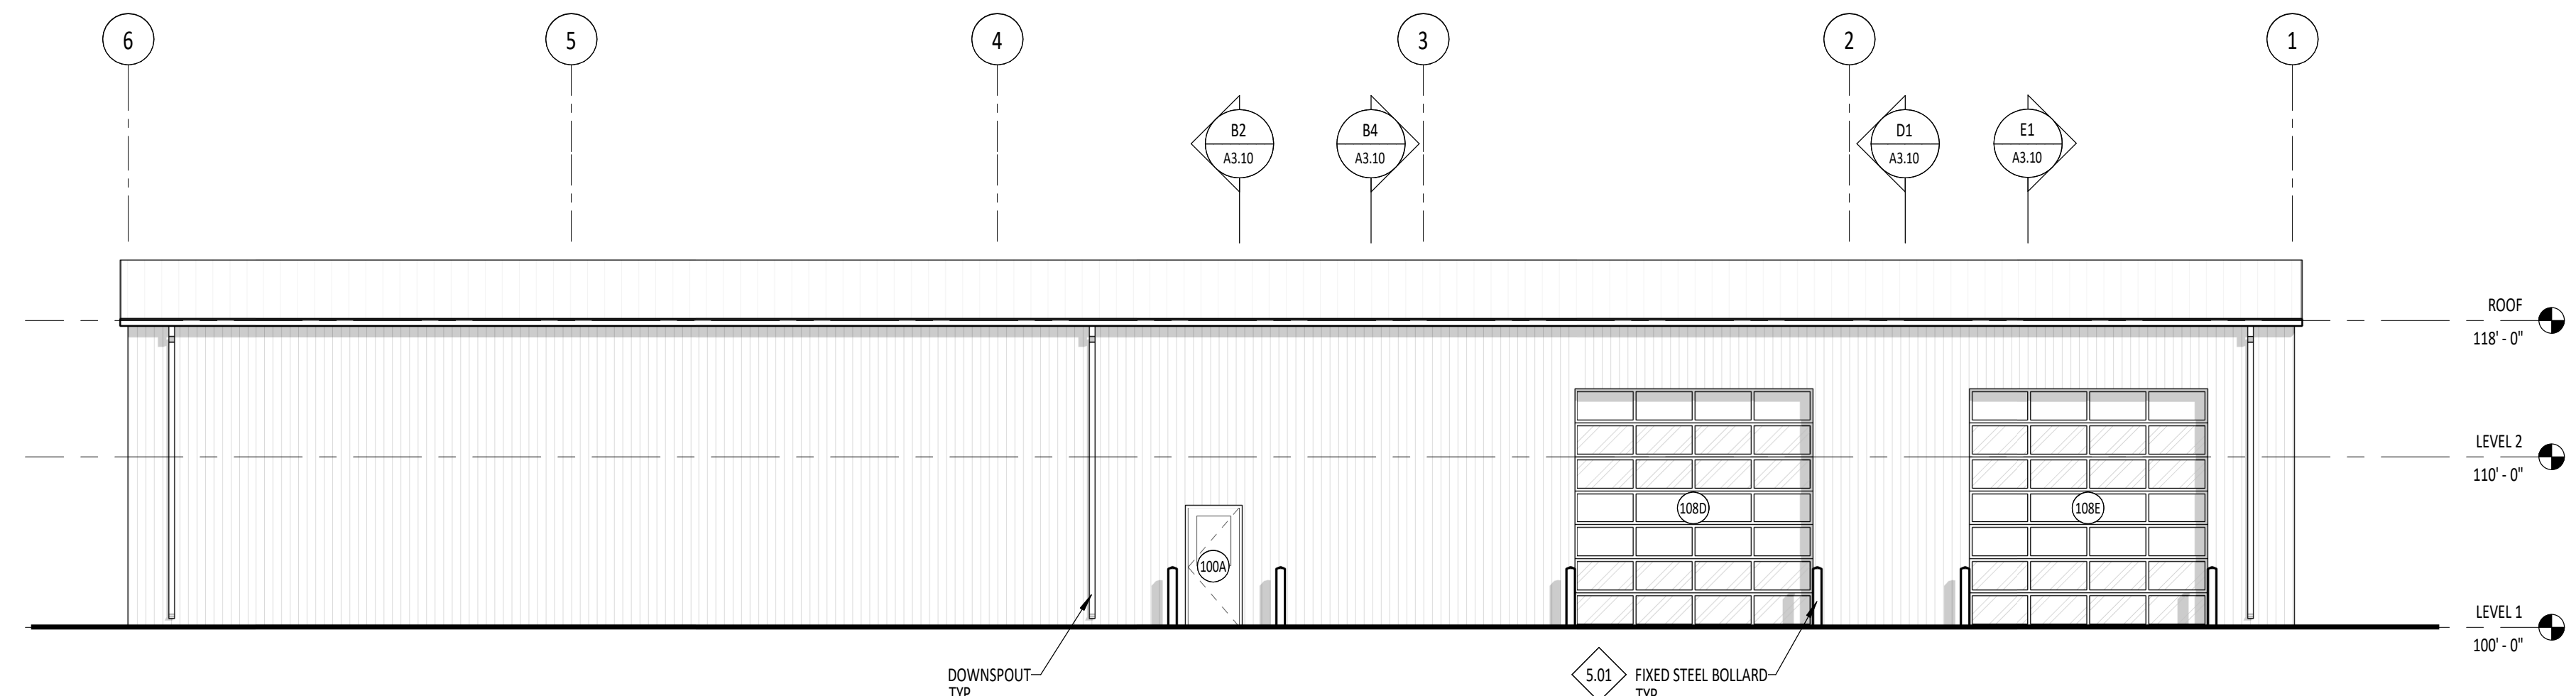 6
5
4
3
2
1
B2
A3.10
B4
A3.10
D1
A3.10
E1
A3.10
ROOF
118' - 0"
LEVEL 2
110' - 0"
108D
108E
100A
LEVEL 1
100' - 0"
DOWNSPOUT
TYP
5.01
FIXED STEEL BOLLARD
TYP